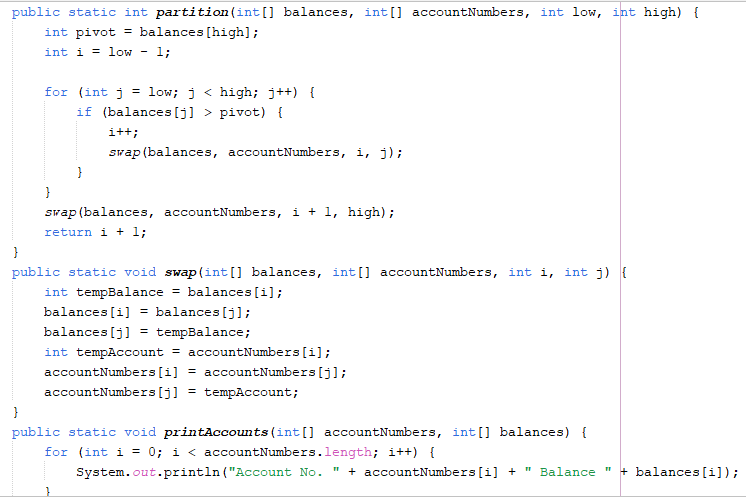 public static int partition(int[] balances, int[] accountNumbers, int low, int high) {
    int pivot = balances[high];
    int i = low - 1;

    for (int j = low; j < high; j++) {
        if (balances[j] > pivot) {
            i++;
            swap(balances, accountNumbers, i, j);
        }
    }
    swap(balances, accountNumbers, i + 1, high);
    return i + 1;
}
public static void swap(int[] balances, int[] accountNumbers, int i, int j) {
    int tempBalance = balances[i];
    balances[i] = balances[j];
    balances[j] = tempBalance;
    int tempAccount = accountNumbers[i];
    accountNumbers[i] = accountNumbers[j];
    accountNumbers[j] = tempAccount;
}
public static void printAccounts(int[] accountNumbers, int[] balances) {
    for (int i = 0; i < accountNumbers.length; i++) {
        System.out.println("Account No. " + accountNumbers[i] + " Balance " + balances[i]);
    }